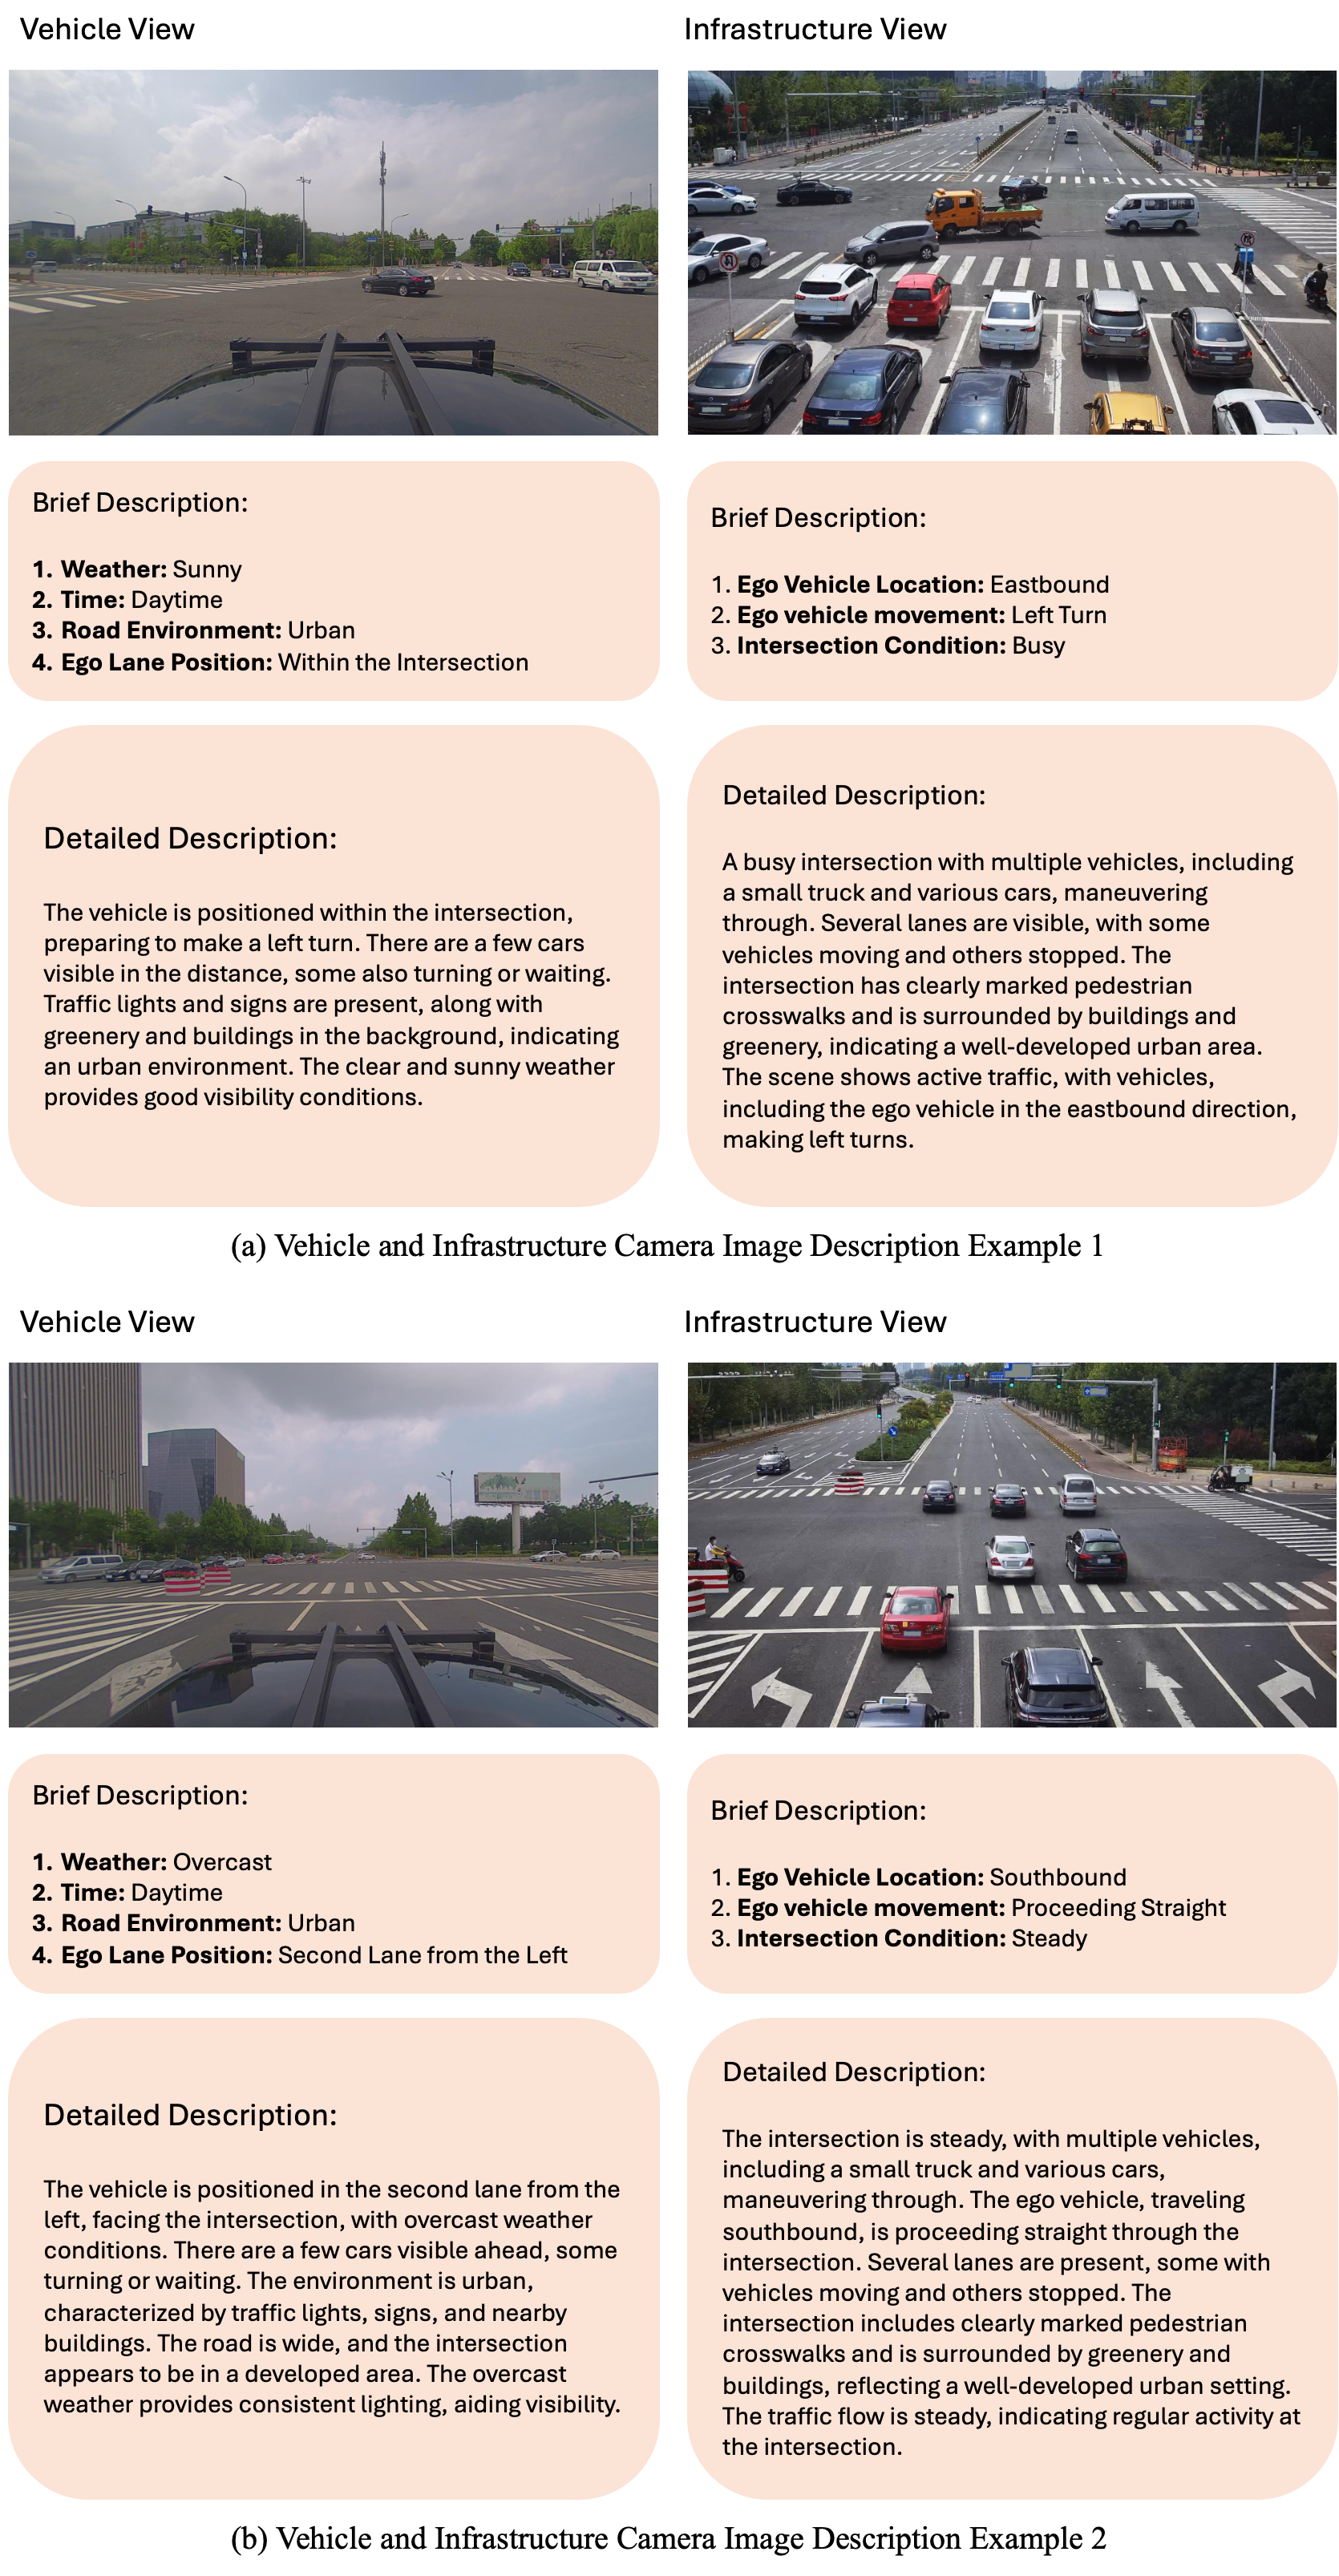 Vehicle View
Infrastructure View
Brief Description:
1. Weather: Sunny
2. Time: Daytime
3. Road Environment: Urban
4. Ego Lane Position: Within the Intersection
Brief Description:
1. Ego Vehicle Location: Eastbound
2. Ego vehicle movement: Left Turn
3. Intersection Condition: Busy
Detailed Description:
The vehicle is positioned within the intersection,
preparing to make a left turn. There are a few cars
visible in the distance, some also turning or waiting.
Traffic lights and signs are present, along with
greenery and buildings in the background, indicating
an urban environment. The clear and sunny weather
provides good visibility conditions.
Detailed Description:
A busy intersection with multiple vehicles, including
a small truck and various cars, maneuvering
through. Several lanes are visible, with some
vehicles moving and others stopped. The
intersection has clearly marked pedestrian
crosswalks and is surrounded by buildings and
greenery, indicating a well-developed urban area.
The scene shows active traffic, with vehicles,
including the ego vehicle in the eastbound direction,
making left turns.
(a) Vehicle and Infrastructure Camera Image Description Example 1
Vehicle View
Infrastructure View
Brief Description:
1. Weather: Overcast
2. Time: Daytime
3. Road Environment: Urban
4. Ego Lane Position: Second Lane from the Left
Brief Description:
1. Ego Vehicle Location: Southbound
2. Ego vehicle movement: Proceeding Straight
3. Intersection Condition: Steady
Detailed Description:
The vehicle is positioned in the second lane from the
left, facing the intersection, with overcast weather
conditions. There are a few cars visible ahead, some
turning or waiting. The environment is urban,
characterized by traffic lights, signs, and nearby
buildings. The road is wide, and the intersection
appears to be in a developed area. The overcast
weather provides consistent lighting, aiding visibility.
Detailed Description:
The intersection is steady, with multiple vehicles,
including a small truck and various cars,
maneuvering through. The ego vehicle, traveling
southbound, is proceeding straight through the
intersection. Several lanes are present, some with
vehicles moving and others stopped. The
intersection includes clearly marked pedestrian
crosswalks and is surrounded by greenery and
buildings, reflecting a well-developed urban setting.
The traffic flow is steady, indicating regular activity at
the intersection.
(b) Vehicle and Infrastructure Camera Image Description Example 2